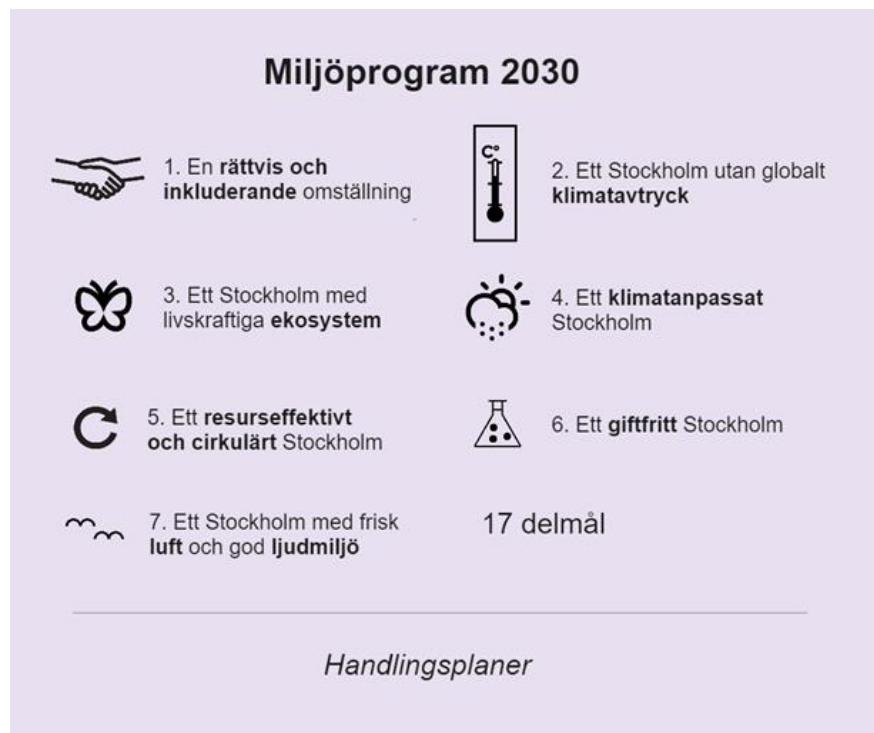 Miljöprogram 2030
1. En rättvis och
inkluderande omställning
C°
2. Ett Stockholm utan globalt
klimatavtryck
3. Ett Stockholm med
livskraftiga ekosystem
4. Ett klimatanpassat
Stockholm
5. Ett resurseffektivt
och cirkulärt Stockholm
6. Ett giftfritt Stockholm
7. Ett Stockholm med frisk
luft och god ljudmiljö
17 delmål
Handlingsplaner